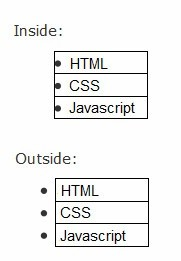 Inside:
• HTML
• CSS
• Javascript
Outside:
• HTML
• CSS
• Javascript